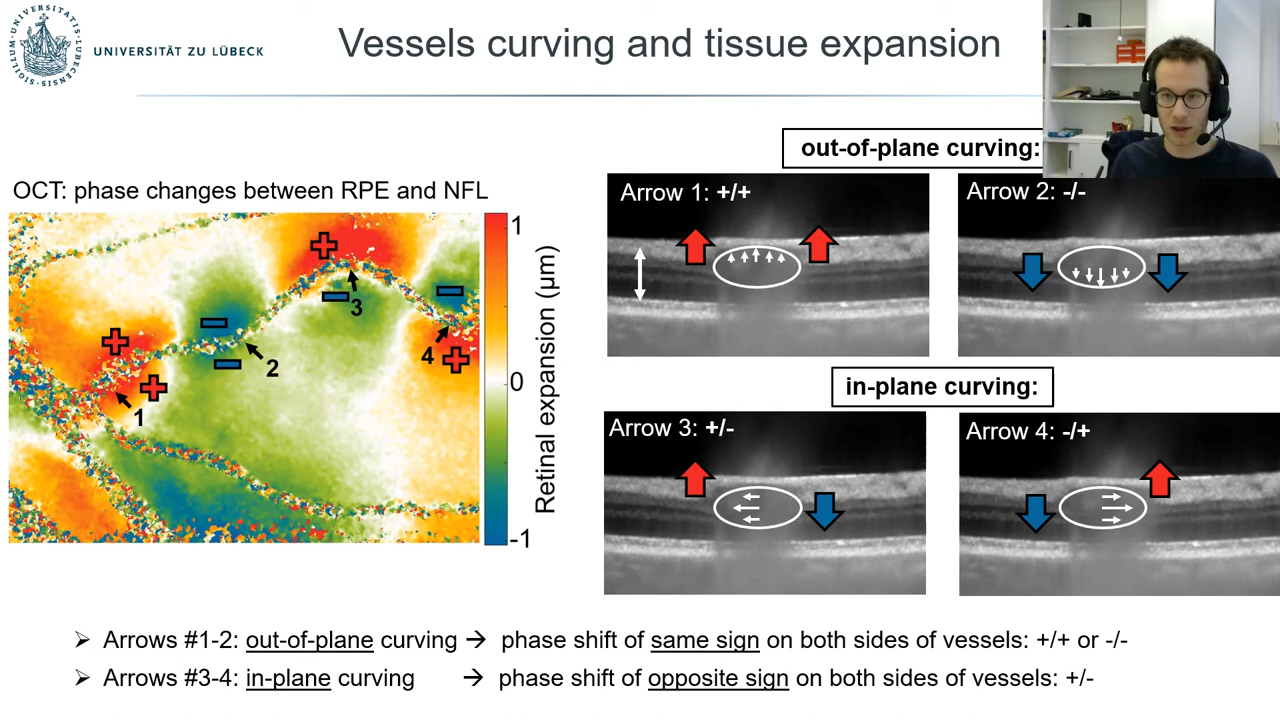 SIGILLUM UNIVERSITATIS LUBECENSIS
UNIVERSITÄT ZU LÜBECK
Vessels curving and tissue expansion
OCT: phase changes between RPE and NFL
1
0
-1
Retinal expansion (µm)
1
2
3
4
out-of-plane curving:
Arrow 1: +/+
Arrow 2: -/-
in-plane curving:
Arrow 3: +/-
Arrow 4: -/+
➢ Arrows #1-2: out-of-plane curving → phase shift of same sign on both sides of vessels: +/+ or -/-
➢ Arrows #3-4: in-plane curving → phase shift of opposite sign on both sides of vessels: +/-